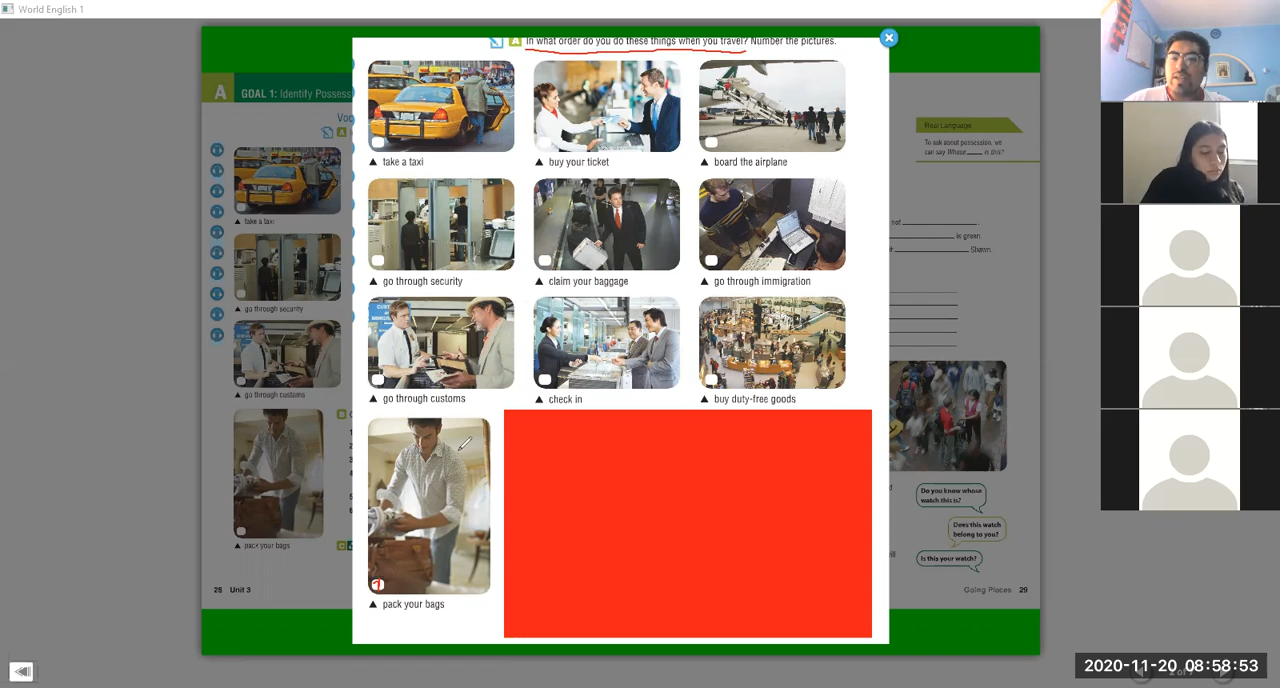 World English 1
A In what order do you do these things when you travel? Number the pictures.
take a taxi
buy your ticket
board the airplane
go through security
claim your baggage
go through immigration
go through customs
check in
buy duty-free goods
1
pack your bags
A GOAL 1: Identify Possess
Voc
A
take a taxi
go through security
go through customs
pack your bags
28 Unit 3
Real Language
To ask about possession, we
can say Whose ____ is this?
is green.
Shawn.
Do you know whose
watch this is?
Does this watch
belong to you?
Is this your watch?
Going Places 29
2020-11-20 08:58:53